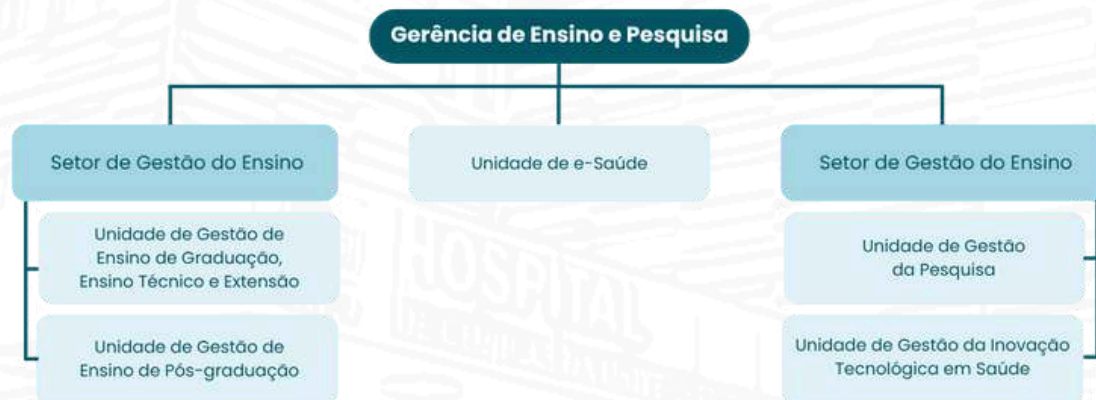 Gerência de Ensino e Pesquisa
Setor de Gestão do Ensino
Unidade de e-Saúde
Setor de Gestão do Ensino
Unidade de Gestão de
Ensino de Graduação,
Ensino Técnico e Extensão
Unidade de Gestão
da Pesquisa
Unidade de Gestão de
Ensino de Pós-graduação
Unidade de Gestão da Inovação
Tecnológica em Saúde
HOSPITAL